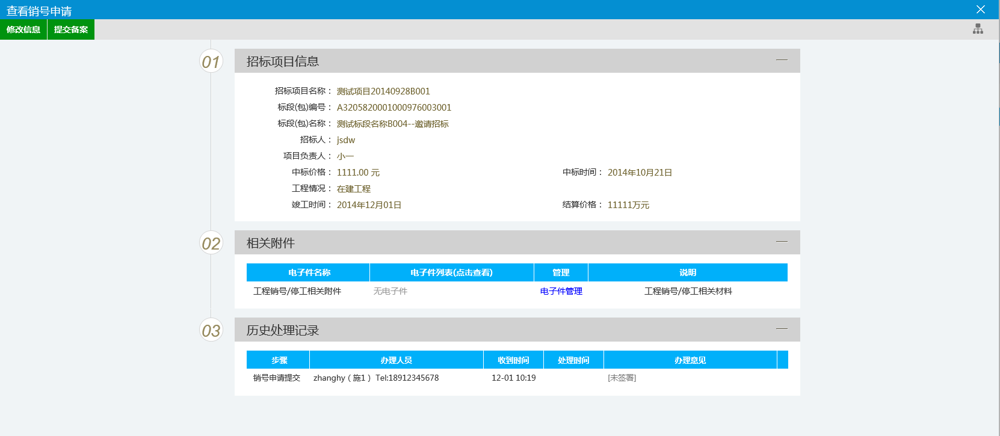 查看销号申请
修改信息 提交备案
01 招标项目信息
招标项目名称： 测试项目20140928B001
标段(包)编号： A3205820001000976003001
标段(包)名称： 测试标段名称B004--邀请招标
招标人： jsdw
项目负责人： 小一
中标价格： 1111.00 元 中标时间： 2014年10月21日
工程情况： 在建工程
竣工时间： 2014年12月01日 结算价格： 11111万元
02 相关附件
电子件名称 电子件列表(点击查看) 管理 说明
工程销号/停工相关附件 无电子件 电子件管理 工程销号/停工相关材料
03 历史处理记录
步骤 办理人员 收到时间 处理时间 办理意见
销号申请提交 zhanghy（施1） Tel:18912345678 12-01 10:19 [未签署]